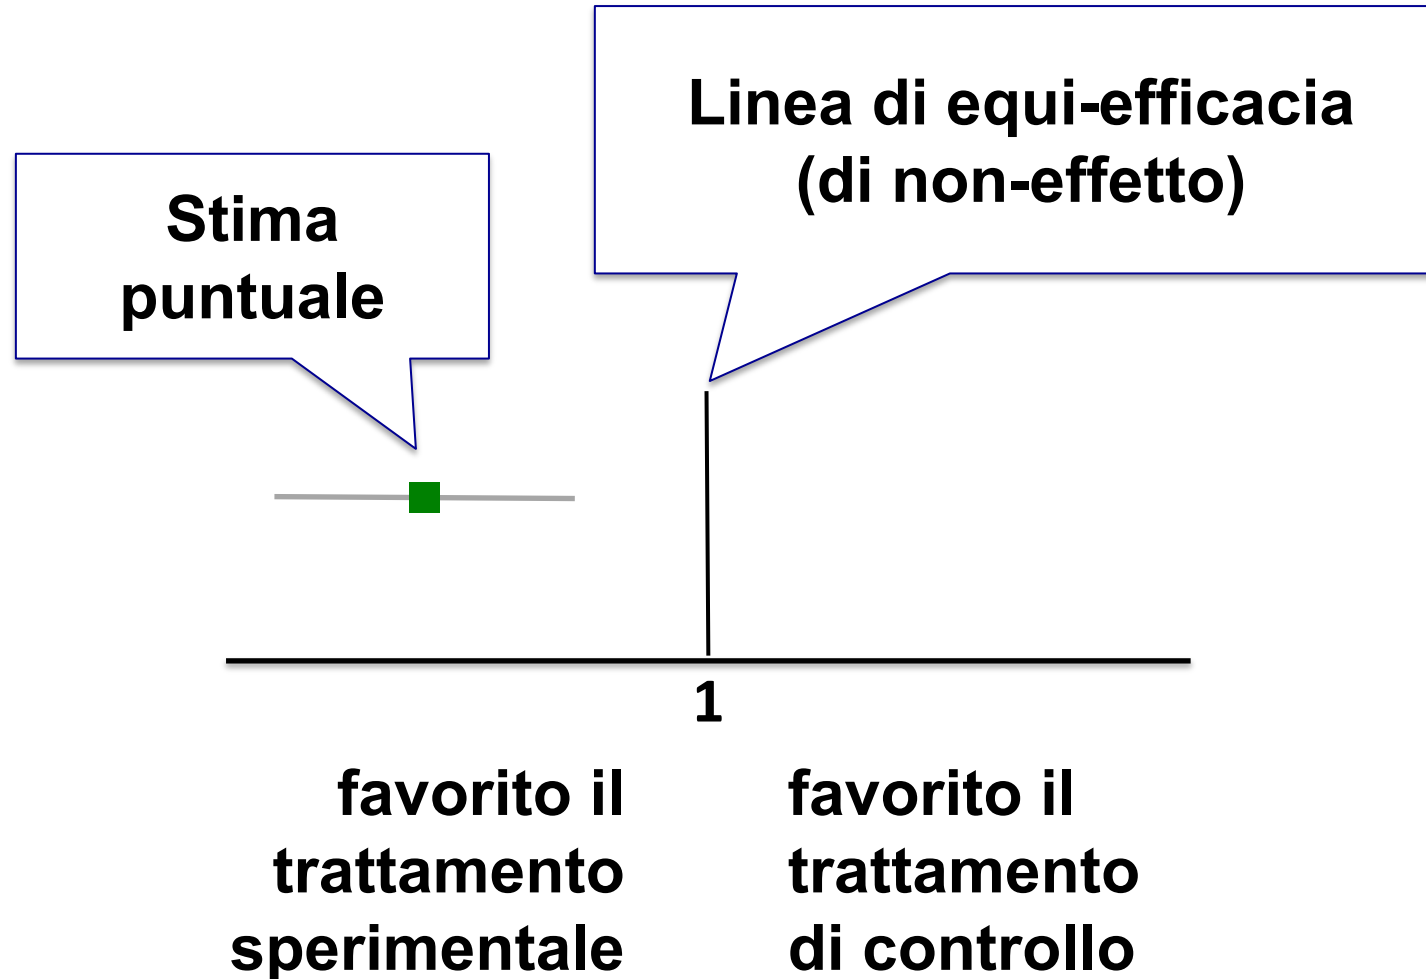 Linea di equi-efficacia
(di non-effetto)
Stima
puntuale
1
favorito il
trattamento
sperimentale
favorito il
trattamento
di controllo